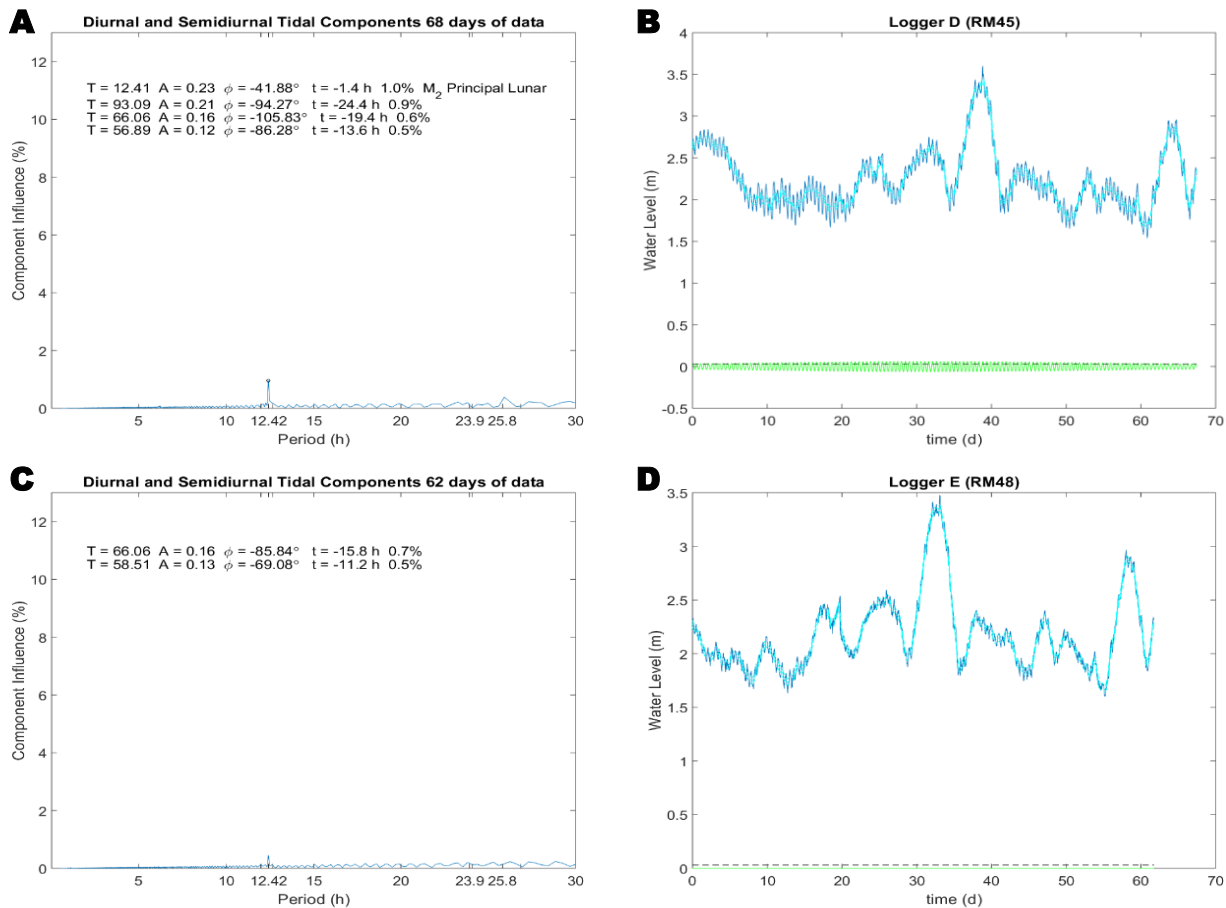 A
Diurnal and Semidiurnal Tidal Components 68 days of data
12
10
8
6
4
2
0
Component Influence (%)
T = 12.41 A = 0.23 ϕ = -41.88° t = -1.4 h 1.0% M2 Principal Lunar
T = 93.09 A = 0.21 ϕ = -94.27° t = -24.4 h 0.9%
T = 66.06 A = 0.16 ϕ = -105.83° t = -19.4 h 0.6%
T = 56.89 A = 0.12 ϕ = -86.28° t = -13.6 h 0.5%
5 10 12.42 15 20 23.9 25.8 30
Period (h)
B
Logger D (RM45)
4
3.5
3
2.5
2
1.5
1
0.5
0
-0.5
Water Level (m)
0 10 20 30 40 50 60 70
time (d)
C
Diurnal and Semidiurnal Tidal Components 62 days of data
12
10
8
6
4
2
0
Component Influence (%)
T = 66.06 A = 0.16 ϕ = -85.84° t = -15.8 h 0.7%
T = 58.51 A = 0.13 ϕ = -69.08° t = -11.2 h 0.5%
5 10 12.42 15 20 23.9 25.8 30
Period (h)
D
Logger E (RM48)
3.5
3
2.5
2
1.5
1
0.5
0
Water Level (m)
0 10 20 30 40 50 60 70
time (d)